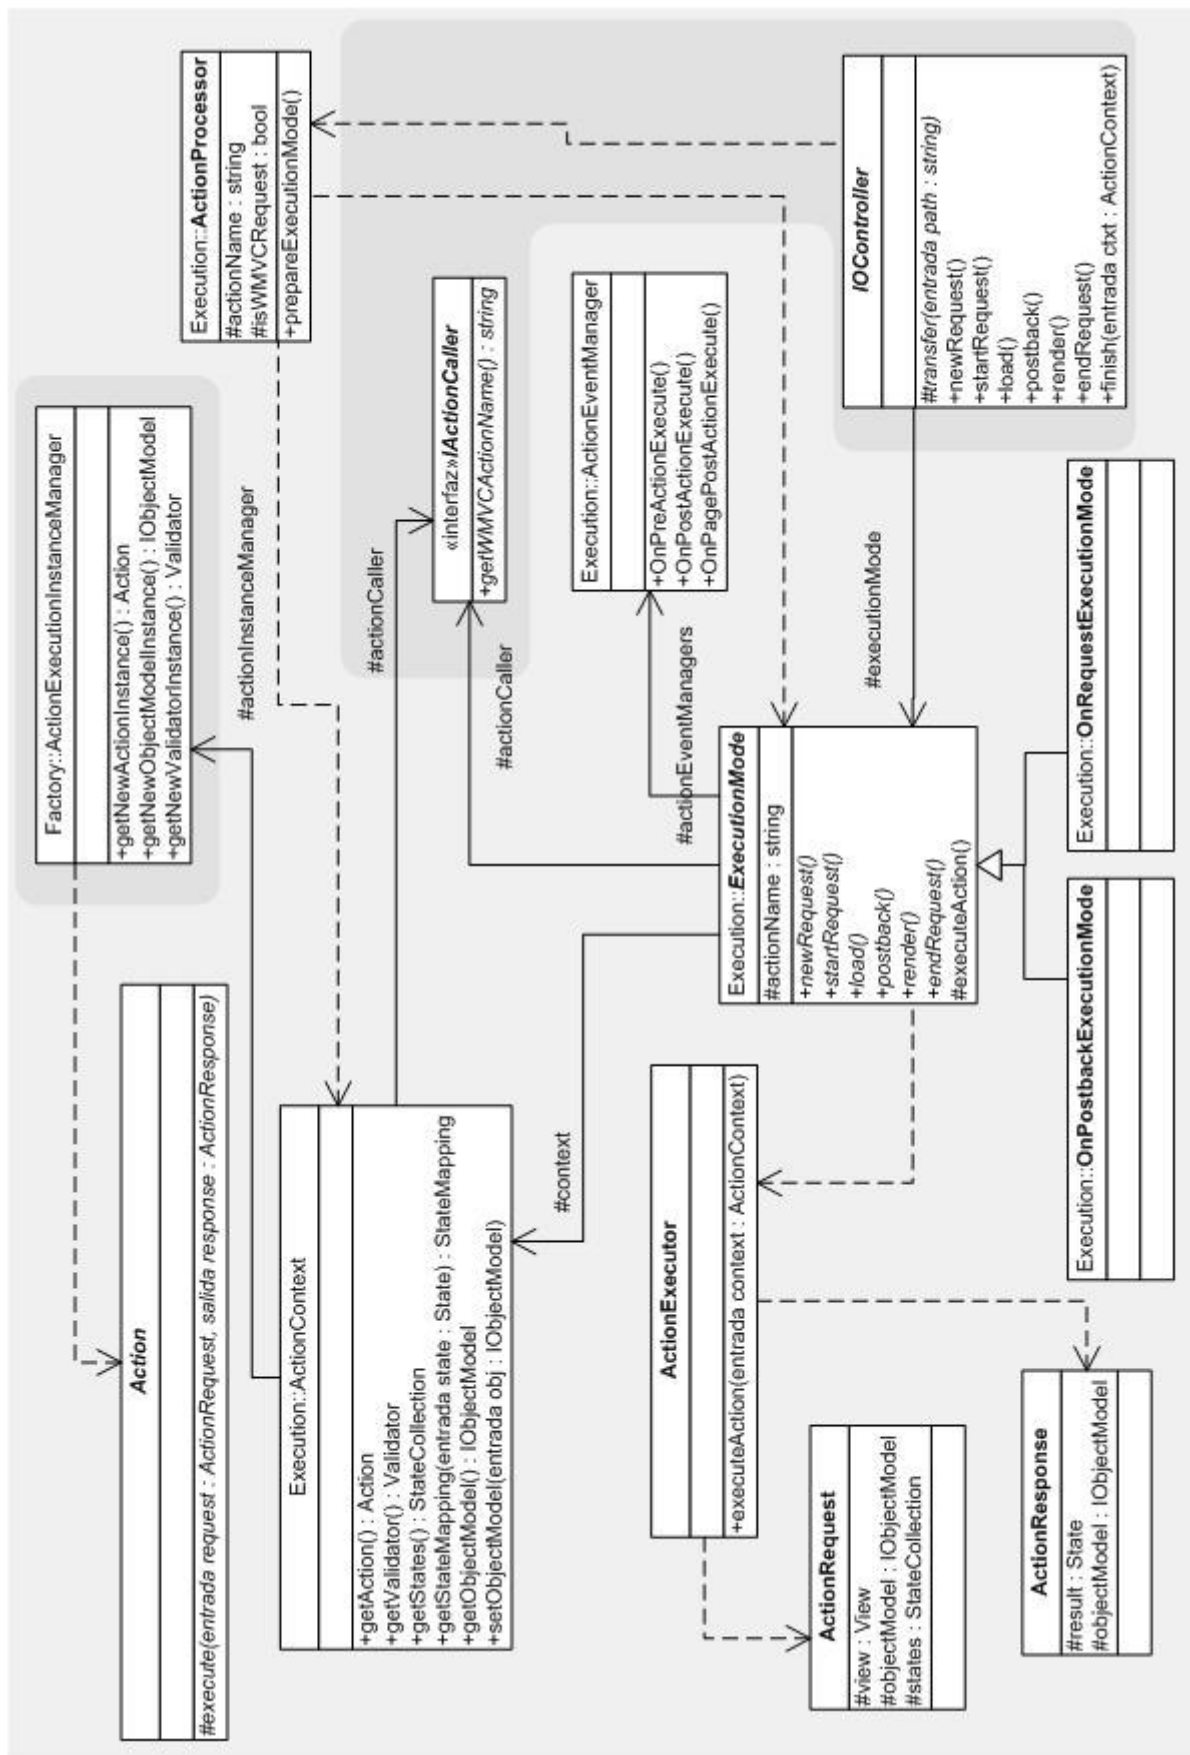 Action
#execute(entrada request : ActionRequest, salida response : ActionResponse)
Factory::ActionExecutionInstanceManager
+getNewActionInstance() : Action
+getNewObjectModelInstance() : IObjectModel
+getNewValidatorInstance() : Validator
#actionInstanceManager
Execution::ActionProcessor
#actionName : string
#isWMVCRequest : bool
+prepareExecutionMode()
Execution::ActionContext
+getAction() : Action
+getValidator() : Validator
+getStates() : StateCollection
+getStateMapping(entrada state : State) : StateMapping
+getObjectModel() : IObjectModel
+setObjectModel(entrada obj : IObjectModel)
#actionCaller
«interfaz»IActionCaller
+getWMVCActionName() : string
#actionCaller
#context
Execution::ActionEventManager
+OnPreActionExecute()
+OnPostActionExecute()
+OnPagePostActionExecute()
#actionEventManagers
ActionExecutor
+executeAction(entrada context : ActionContext)
Execution::ExecutionMode
#actionName : string
+newRequest()
+startRequest()
+load()
+postback()
+render()
+endRequest()
#executeAction()
#executionMode
IOController
#transfer(entrada path : string)
+newRequest()
+startRequest()
+load()
+postback()
+render()
+endRequest()
+finish(entrada ctxt : ActionContext)
ActionRequest
#view : View
#objectModel : IObjectModel
#states : StateCollection
ActionResponse
#result : State
#objectModel : IObjectModel
Execution::OnPostbackExecutionMode
Execution::OnRequestExecutionMode